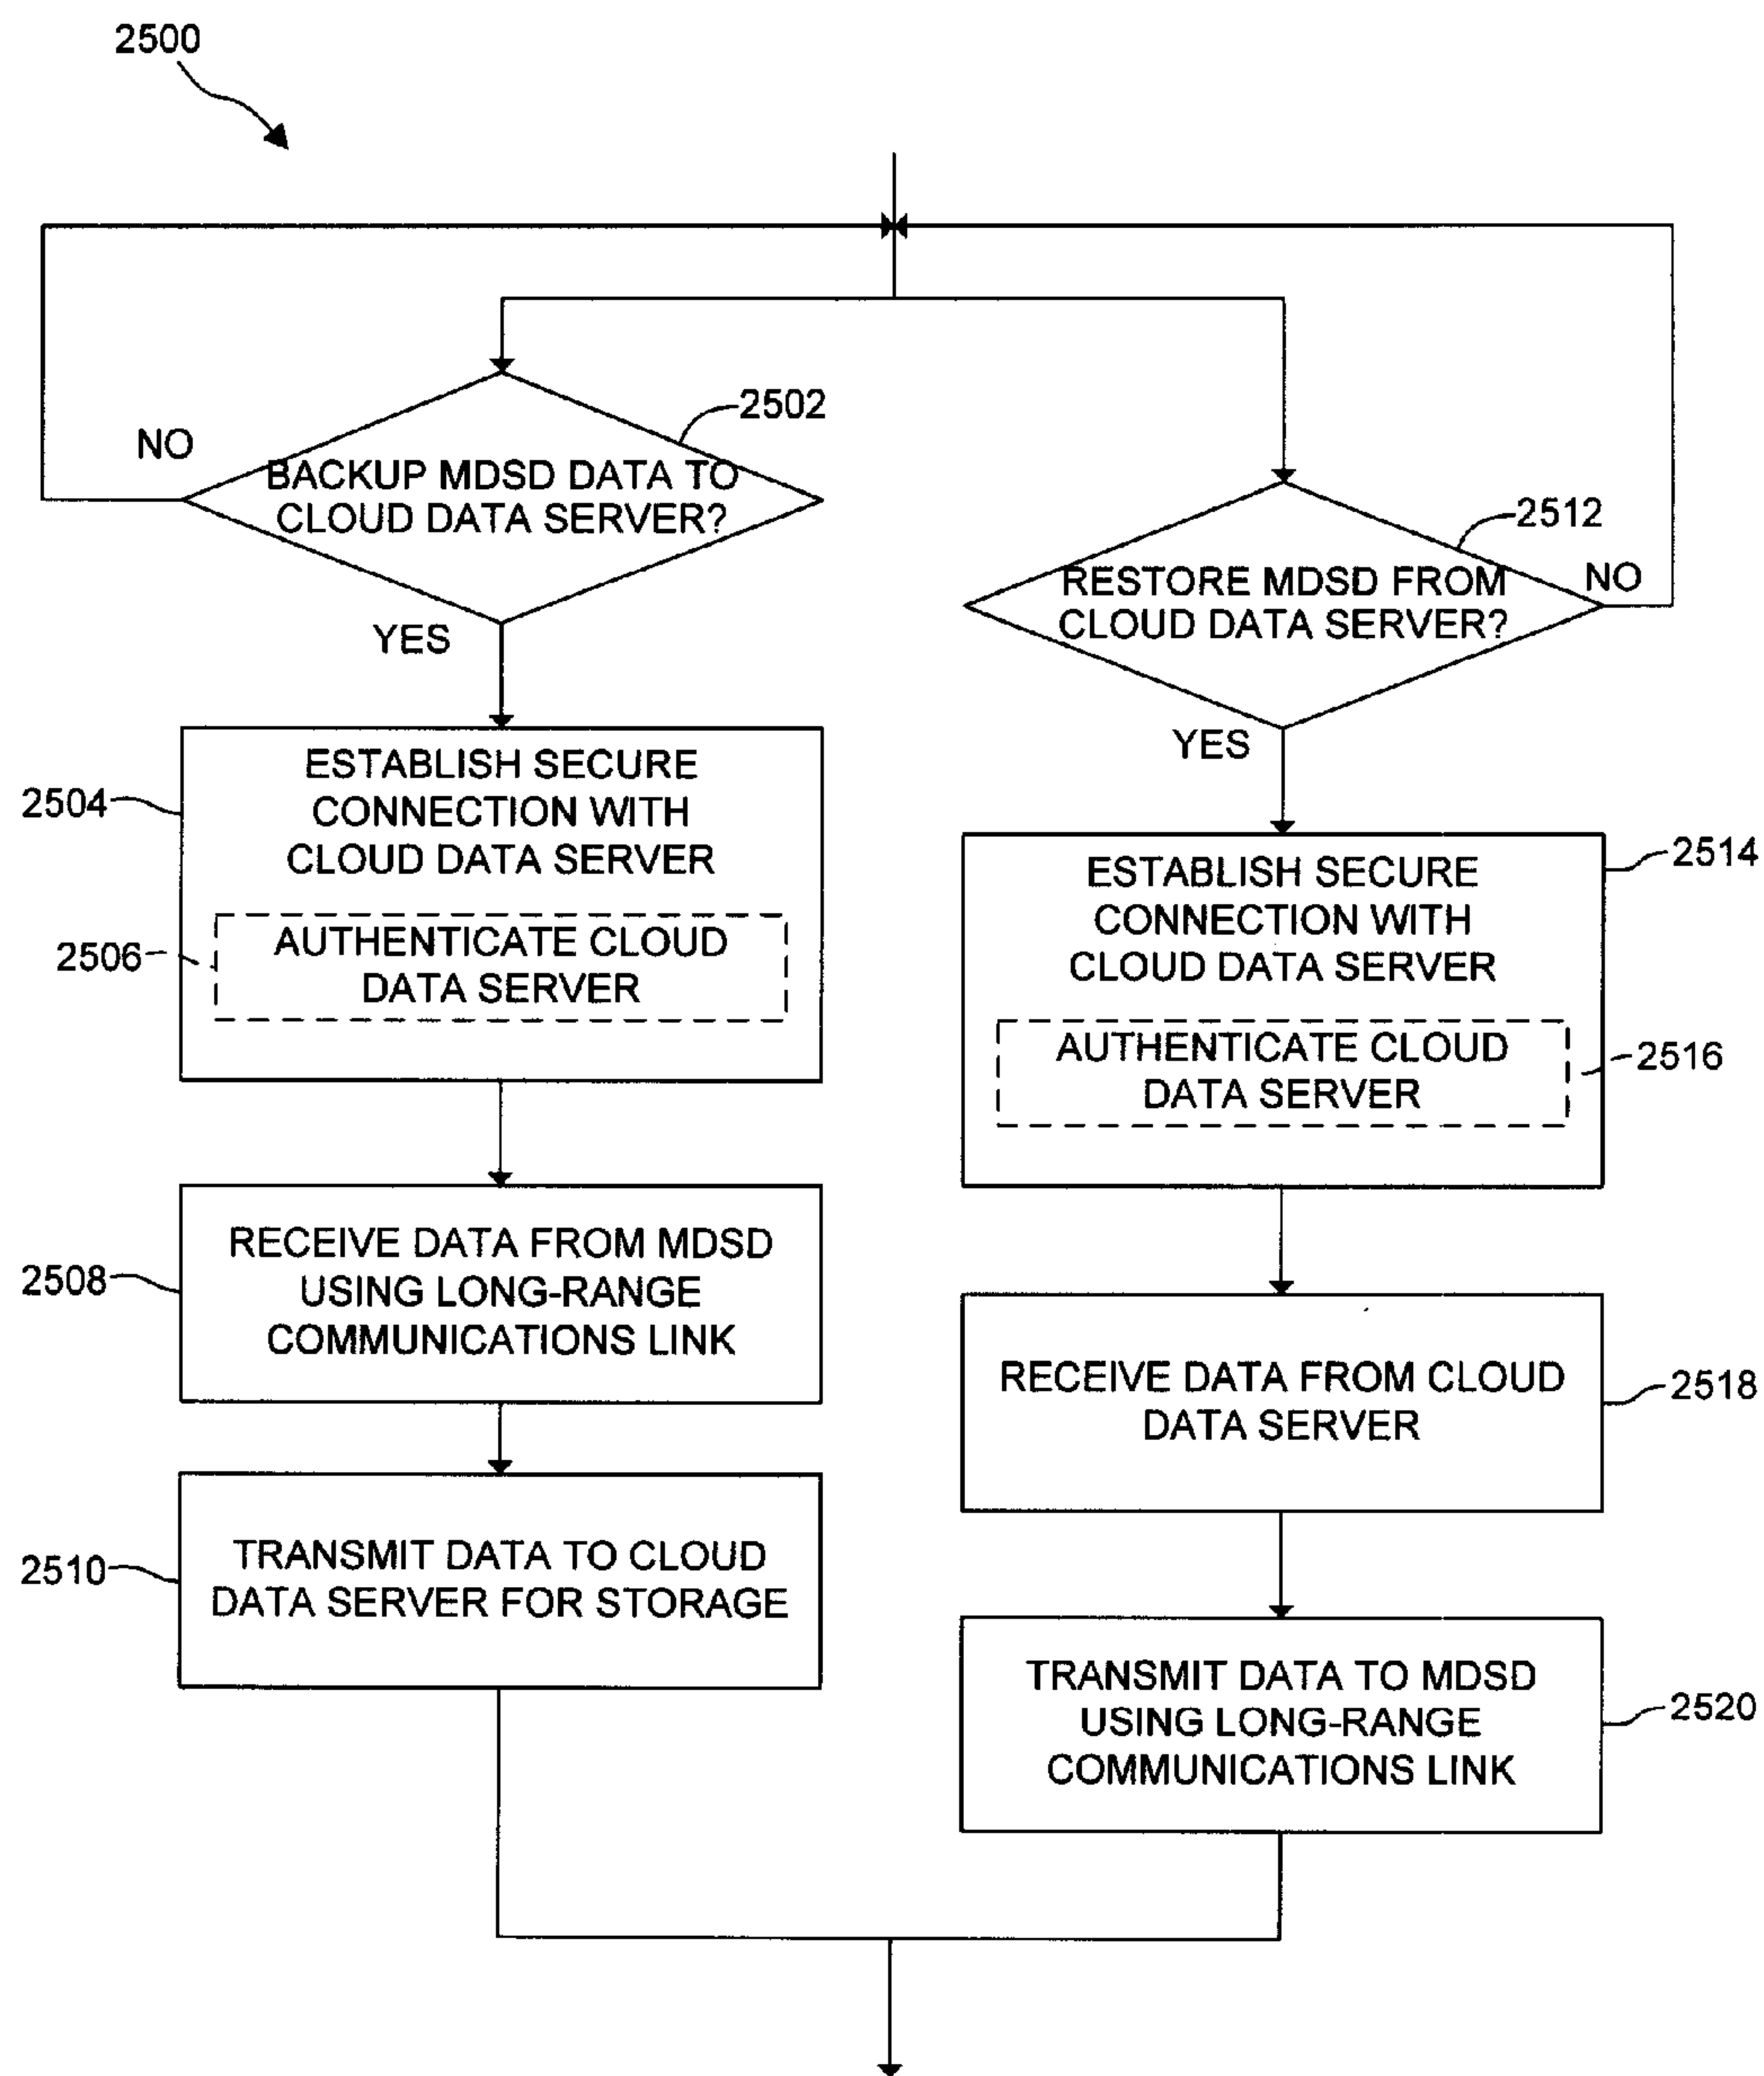 2500
2502
NO
BACKUP MDSD DATA TO
CLOUD DATA SERVER?
YES
2504
ESTABLISH SECURE
CONNECTION WITH
CLOUD DATA SERVER
2506
AUTHENTICATE CLOUD
DATA SERVER
2508
RECEIVE DATA FROM MDSD
USING LONG-RANGE
COMMUNICATIONS LINK
2510
TRANSMIT DATA TO CLOUD
DATA SERVER FOR STORAGE
2512
RESTORE MDSD FROM
CLOUD DATA SERVER?
NO
YES
2514
ESTABLISH SECURE
CONNECTION WITH
CLOUD DATA SERVER
AUTHENTICATE CLOUD
DATA SERVER
2516
RECEIVE DATA FROM CLOUD
DATA SERVER
2518
TRANSMIT DATA TO MDSD
USING LONG-RANGE
COMMUNICATIONS LINK
2520